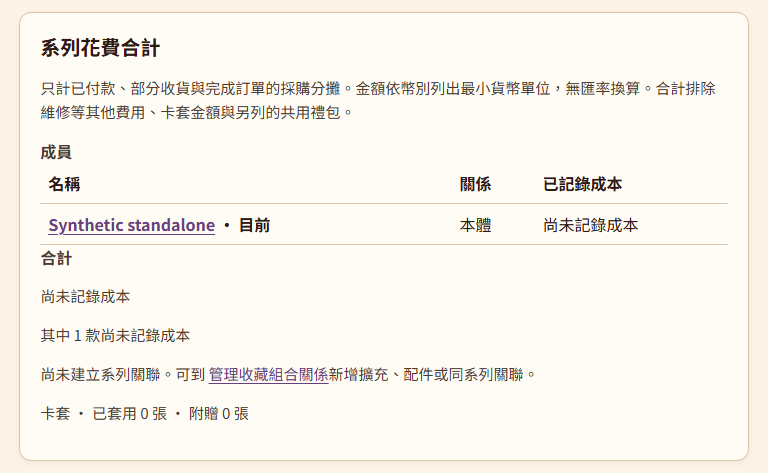 系列花費合計
只計已付款、部分收貨與完成訂單的採購分攤。金額依幣別列出最小貨幣單位，無匯率換算。合計排除
維修等其他費用、卡套金額與另列的共用禮包。
成員
名稱 關係 已記錄成本
Synthetic standalone · 目前 本體 尚未記錄成本
合計
尚未記錄成本
其中 1 款尚未記錄成本
尚未建立系列關聯。可到 管理收藏組合關係新增擴充、配件或同系列關聯。
卡套 · 已套用 0 張 · 附贈 0 張